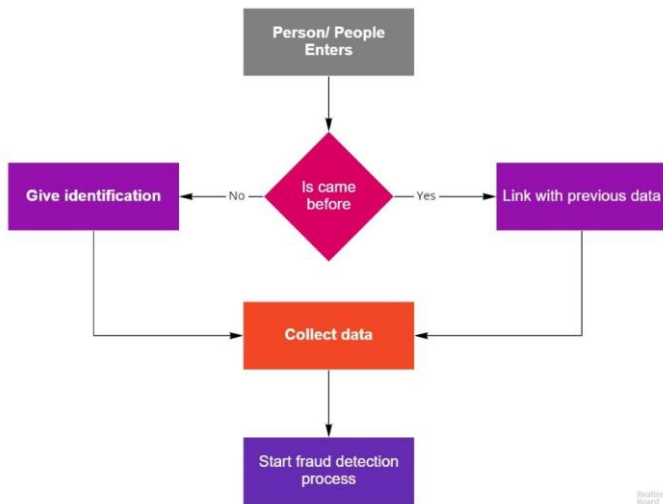 Person/ People
Enters
Is came
before
No
Yes
Give identification
Link with previous data
Collect data
Start fraud detection
process
Board